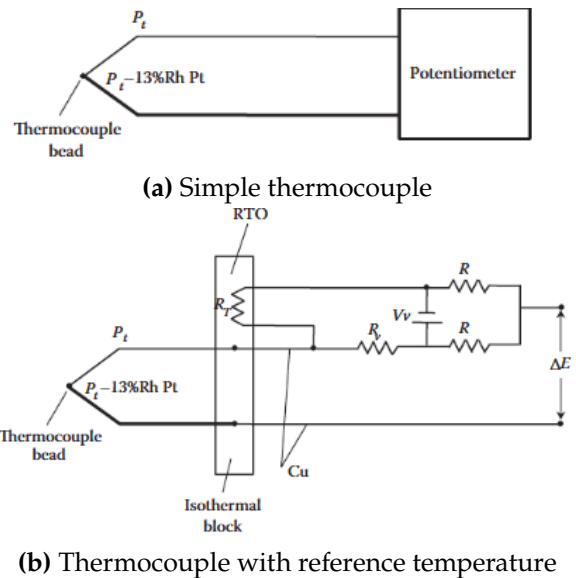 P_t
P_t−13%Rh Pt
Potentiometer
Thermocouple
bead
(a) Simple thermocouple
RTO
R_T
R
Vv
R_v
R
ΔE
P_t
P_t−13%Rh Pt
Thermocouple
bead
Cu
Isothermal
block
(b) Thermocouple with reference temperature